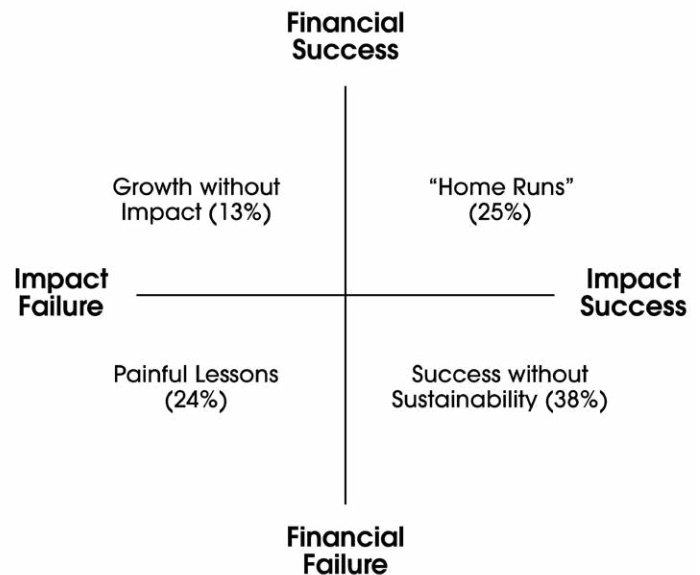 Financial
Success
Growth without
Impact (13%)
“Home Runs”
(25%)
Impact
Failure
Impact
Success
Painful Lessons
(24%)
Success without
Sustainability (38%)
Financial
Failure